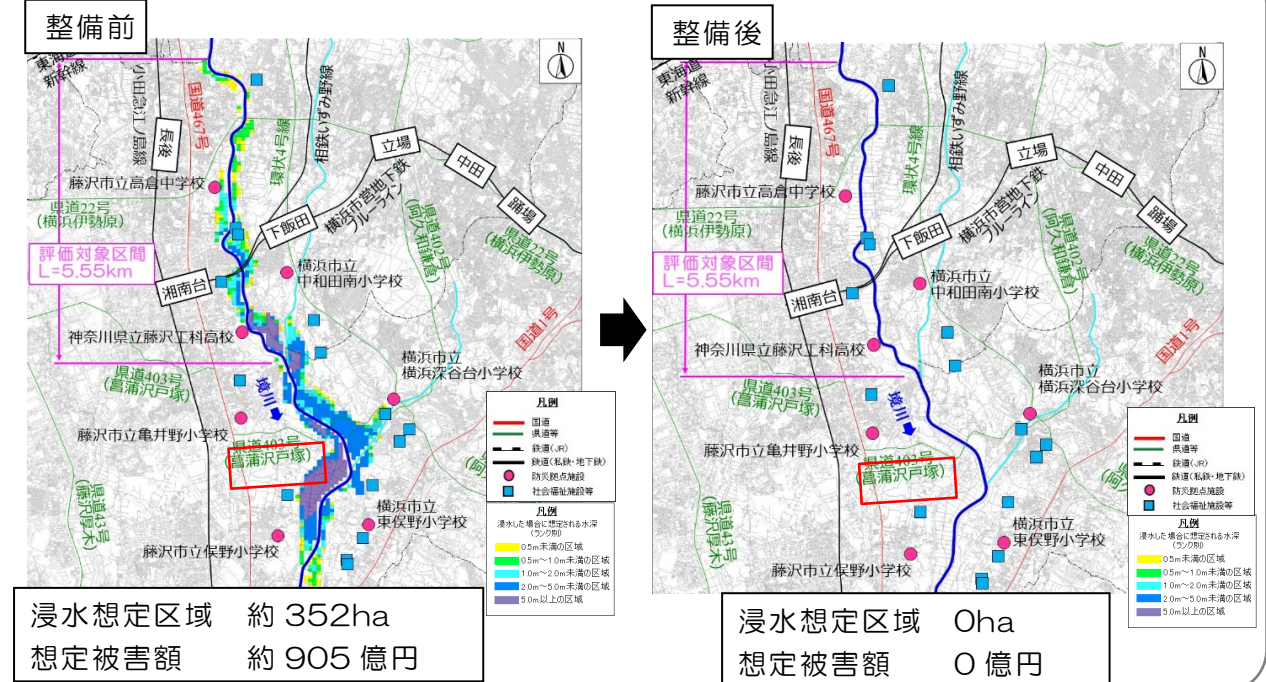 整備前
N
東海道
新幹線
小田急江ノ島線
長後
国道467号
環状4号線
相鉄いずみ野線
立場
中田
踊場
藤沢市立高倉中学校
県道22号
(横浜伊勢原)
下飯田
横浜市営地下鉄
ブルーライン
県道402号
(阿久和鎌倉)
県道22号
(横浜伊勢原)
評価対象区間
L=5.55km
湘南台
横浜市立
中和田南小学校
神奈川県立藤沢工科高校
国道1号
県道403号
(菖蒲沢戸塚)
境川
横浜市立
横浜深谷台小学校
藤沢市立亀井野小学校
県道403号
(菖蒲沢戸塚)
県道43号
(藤沢厚木)
横浜市立
東俣野小学校
藤沢市立俣野小学校
凡例
国道
県道等
鉄道(JR)
鉄道(私鉄・地下鉄)
防災拠点施設
社会福祉施設等
凡例
浸水した場合に想定される水深
(ランク別)
0.5m未満の区域
0.5m〜1.0m未満の区域
1.0m〜2.0m未満の区域
2.0m〜5.0m未満の区域
5.0m以上の区域
浸水想定区域 約352ha
想定被害額 約905億円
整備後
N
東海道
新幹線
小田急江ノ島線
長後
国道467号
環状4号線
相鉄いずみ野線
立場
中田
踊場
藤沢市立高倉中学校
県道22号
(横浜伊勢原)
下飯田
横浜市営地下鉄
ブルーライン
県道402号
(阿久和鎌倉)
県道22号
(横浜伊勢原)
評価対象区間
L=5.55km
湘南台
横浜市立
中和田南小学校
神奈川県立藤沢工科高校
国道1号
県道403号
(菖蒲沢戸塚)
境川
横浜市立
横浜深谷台小学校
藤沢市立亀井野小学校
県道403号
(菖蒲沢戸塚)
県道43号
(藤沢厚木)
横浜市立
東俣野小学校
藤沢市立俣野小学校
凡例
国道
県道等
鉄道(JR)
鉄道(私鉄・地下鉄)
防災拠点施設
社会福祉施設等
凡例
浸水した場合に想定される水深
(ランク別)
0.5m未満の区域
0.5m〜1.0m未満の区域
1.0m〜2.0m未満の区域
2.0m〜5.0m未満の区域
5.0m以上の区域
浸水想定区域 0ha
想定被害額 0億円